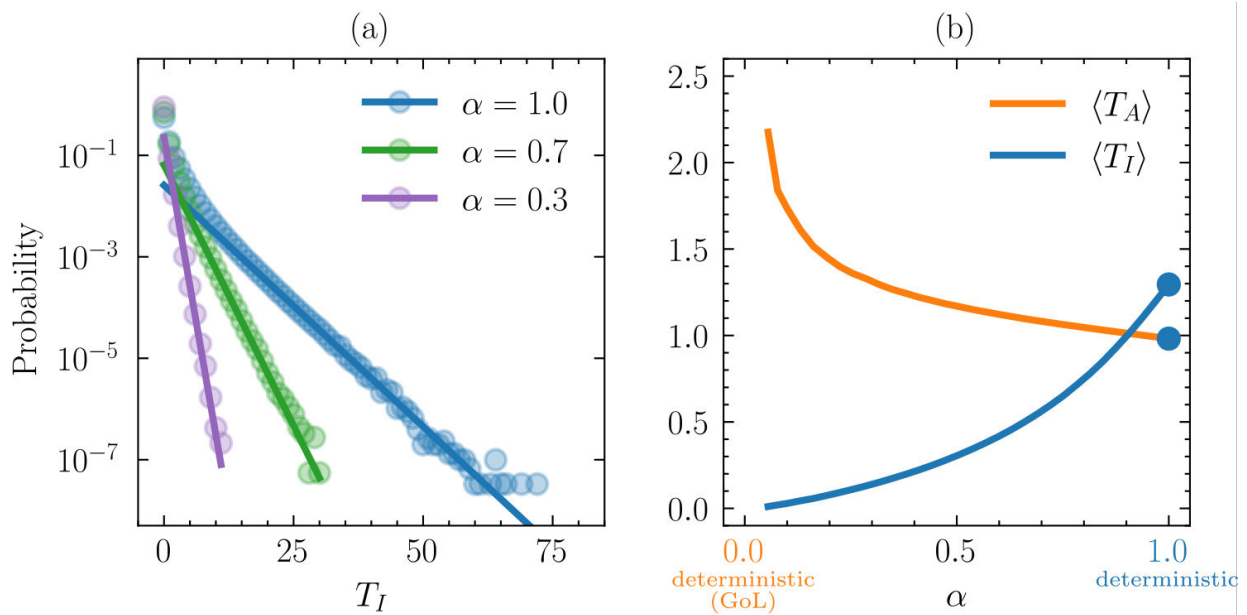 (a)
Probability
10^{-1}
10^{-3}
10^{-5}
10^{-7}
α = 1.0
α = 0.7
α = 0.3
0 25 50 75
T_I
(b)
2.5
2.0
1.5
1.0
0.5
0.0
⟨T_A⟩
⟨T_I⟩
0.0 0.5 1.0
deterministic deterministic
(GoL)
α